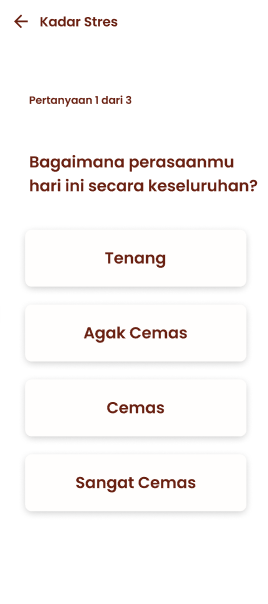 Kadar Stres
Pertanyaan 1 dari 3
Bagaimana perasaanmu
hari ini secara keseluruhan?
Tenang
Agak Cemas
Cemas
Sangat Cemas